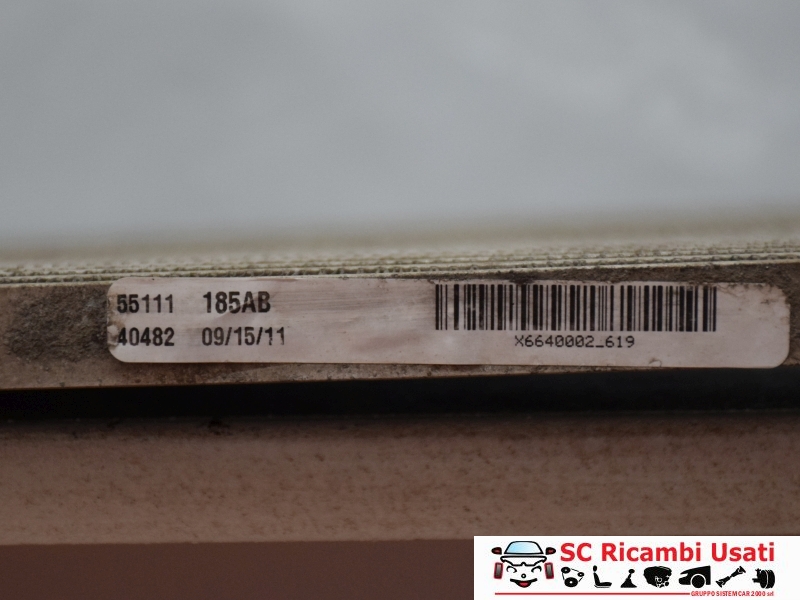 55111 185AB
40482 09/15/11
X6640002_619
SC Ricambi Usati
GRUPPO SISTEMCAR 2000 srl